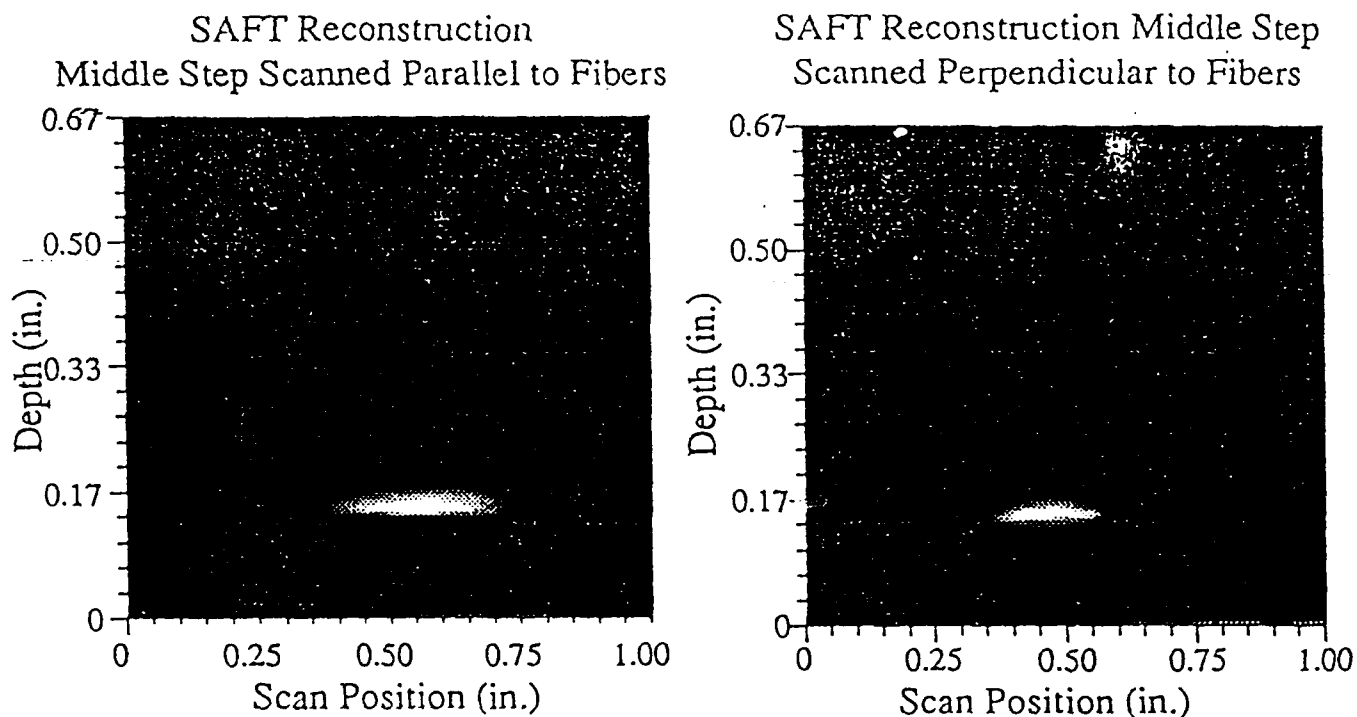 SAFT Reconstruction
Middle Step Scanned Parallel to Fibers
0.67
0.50
0.33
0.17
0
Depth (in.)
0
0.25
0.50
0.75
1.00
Scan Position (in.)
SAFT Reconstruction Middle Step
Scanned Perpendicular to Fibers
0.67
0.50
0.33
0.17
0
Depth (in.)
0
0.25
0.50
0.75
1.00
Scan Position (in.)